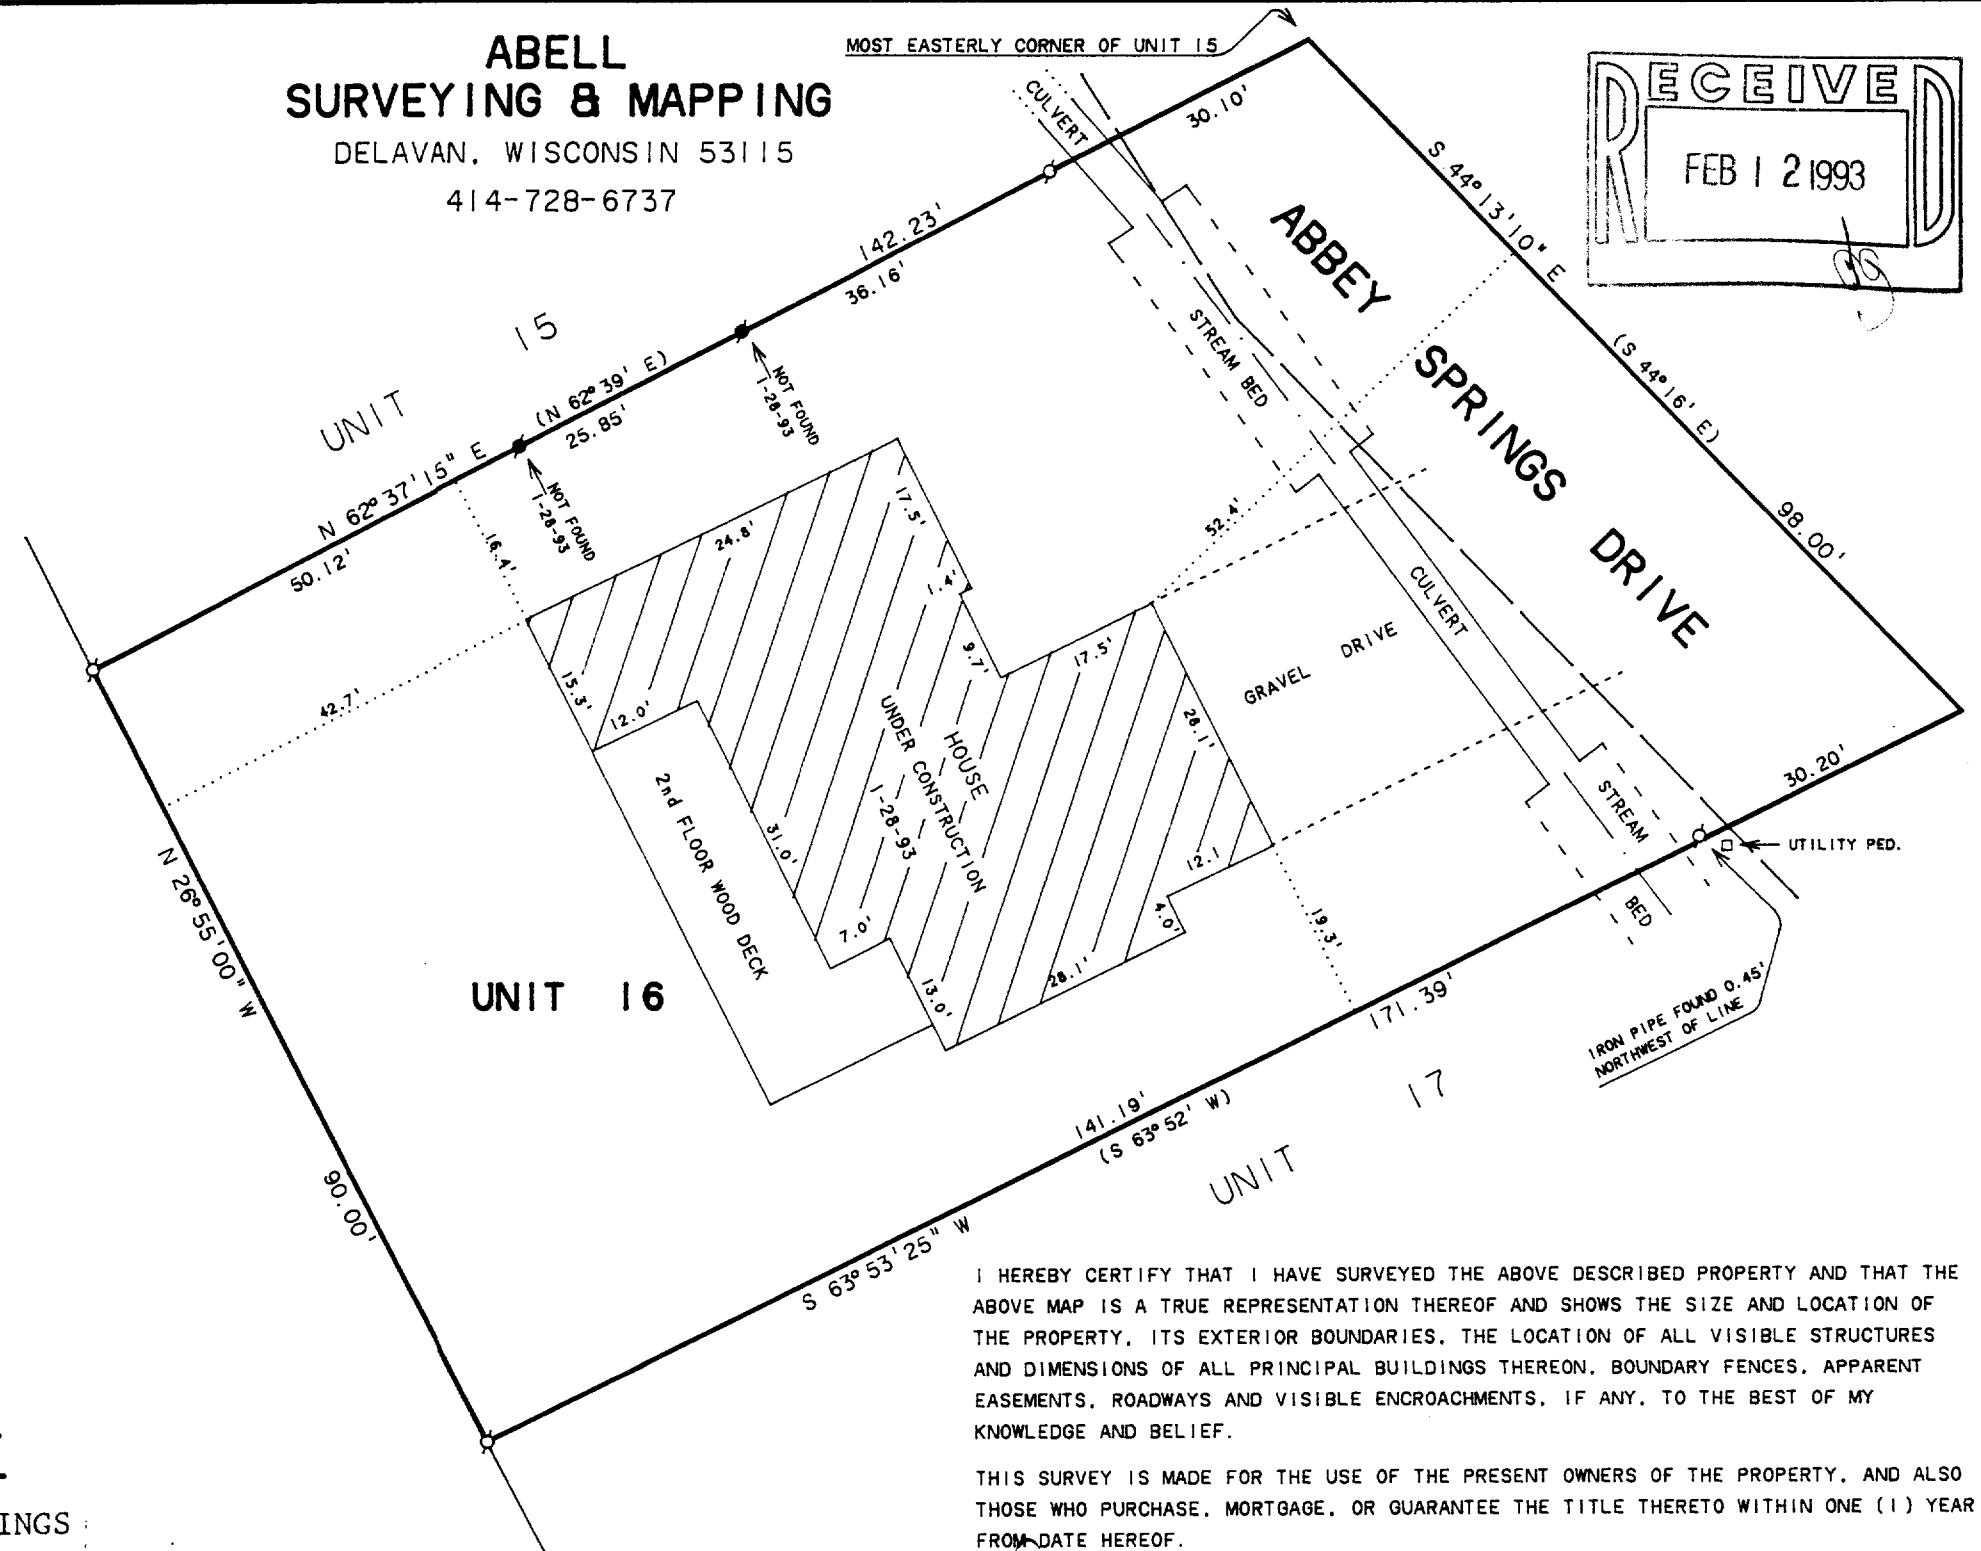 ABELL
SURVEYING & MAPPING
DELAVAN, WISCONSIN 53115
414-728-6737
MOST EASTERLY CORNER OF UNIT 15
RECEIVED
FEB 12 1993
CULVERT
30.10'
S 44° 13' 10" E
(S 44° 16' E)
98.00'
ABBEY
SPRINGS
DRIVE
142.23'
36.16'
UNIT 15
N 62° 37' 15" E
(N 62° 39' E)
25.85'
50.12'
NOT FOUND
1-28-93
NOT FOUND
1-28-93
STREAM BED
16.4'
24.8'
17.5'
1.4'
9.7'
17.5'
52.4'
42.7'
15.3'
12.0'
31.0'
7.0'
13.0'
28.1'
4.0'
12.1
28.1'
19.3'
HOUSE
UNDER CONSTRUCTION
1-28-93
2nd FLOOR WOOD DECK
GRAVEL DRIVE
CULVERT
STREAM
BED
30.20'
UTILITY PED.
IRON PIPE FOUND 0.45'
NORTHWEST OF LINE
N 26° 55' 00" W
90.00'
UNIT 16
171.39'
141.19'
(S 63° 52' W)
S 63° 53' 25" W
UNIT 17
I HEREBY CERTIFY THAT I HAVE SURVEYED THE ABOVE DESCRIBED PROPERTY AND THAT THE
ABOVE MAP IS A TRUE REPRESENTATION THEREOF AND SHOWS THE SIZE AND LOCATION OF
THE PROPERTY, ITS EXTERIOR BOUNDARIES, THE LOCATION OF ALL VISIBLE STRUCTURES
AND DIMENSIONS OF ALL PRINCIPAL BUILDINGS THEREON, BOUNDARY FENCES, APPARENT
EASEMENTS, ROADWAYS AND VISIBLE ENCROACHMENTS, IF ANY, TO THE BEST OF MY
KNOWLEDGE AND BELIEF.
THIS SURVEY IS MADE FOR THE USE OF THE PRESENT OWNERS OF THE PROPERTY, AND ALSO
THOSE WHO PURCHASE, MORTGAGE, OR GUARANTEE THE TITLE THERETO WITHIN ONE (1) YEAR
FROM DATE HEREOF.
INGS